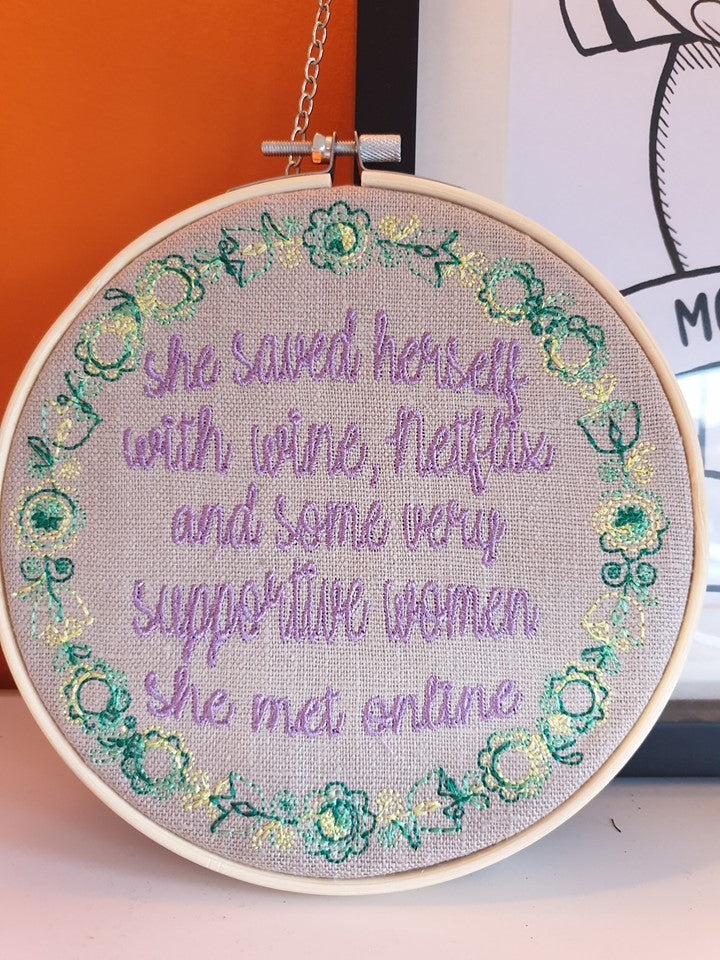 she saved herself
with wine, Netflix
and some very
supportive women
she met online